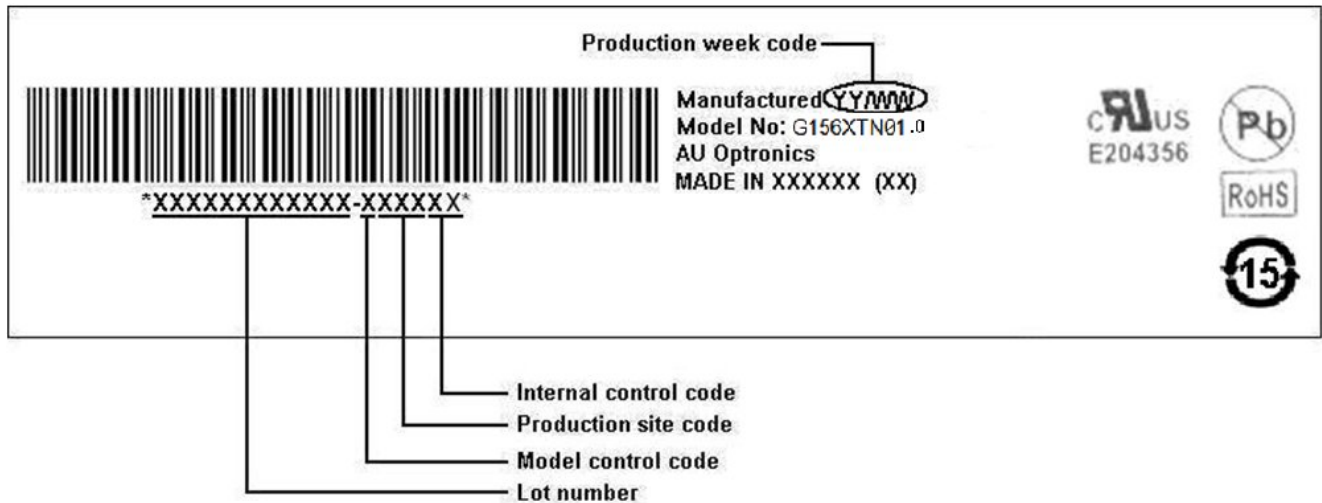 Production week code
Manufactured YY/WW
Model No: G156XTN01.0
AU Optronics
MADE IN XXXXXX (XX)
*XXXXXXXXXXXX-XXXXXX*
c RU US
E204356
Pb
RoHS
15
Internal control code
Production site code
Model control code
Lot number